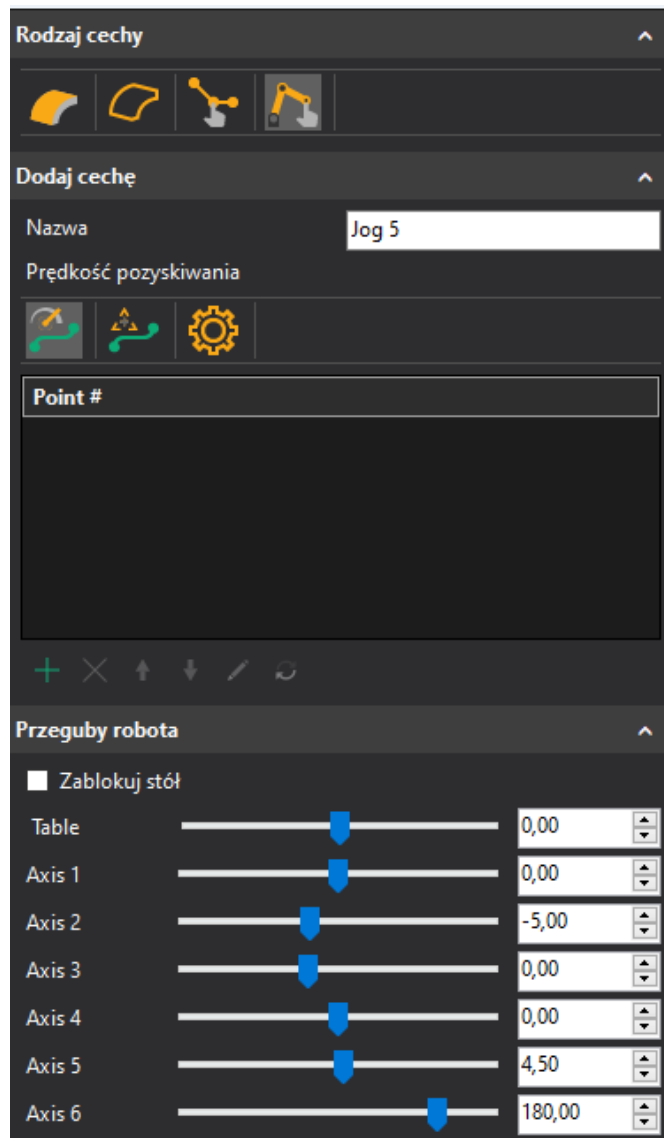 Rodzaj cechy
Dodaj cechę
Nazwa Jog 5
Prędkość pozyskiwania
Point #
Przeguby robota
Zablokuj stół
Table 0,00
Axis 1 0,00
Axis 2 -5,00
Axis 3 0,00
Axis 4 0,00
Axis 5 4,50
Axis 6 180,00